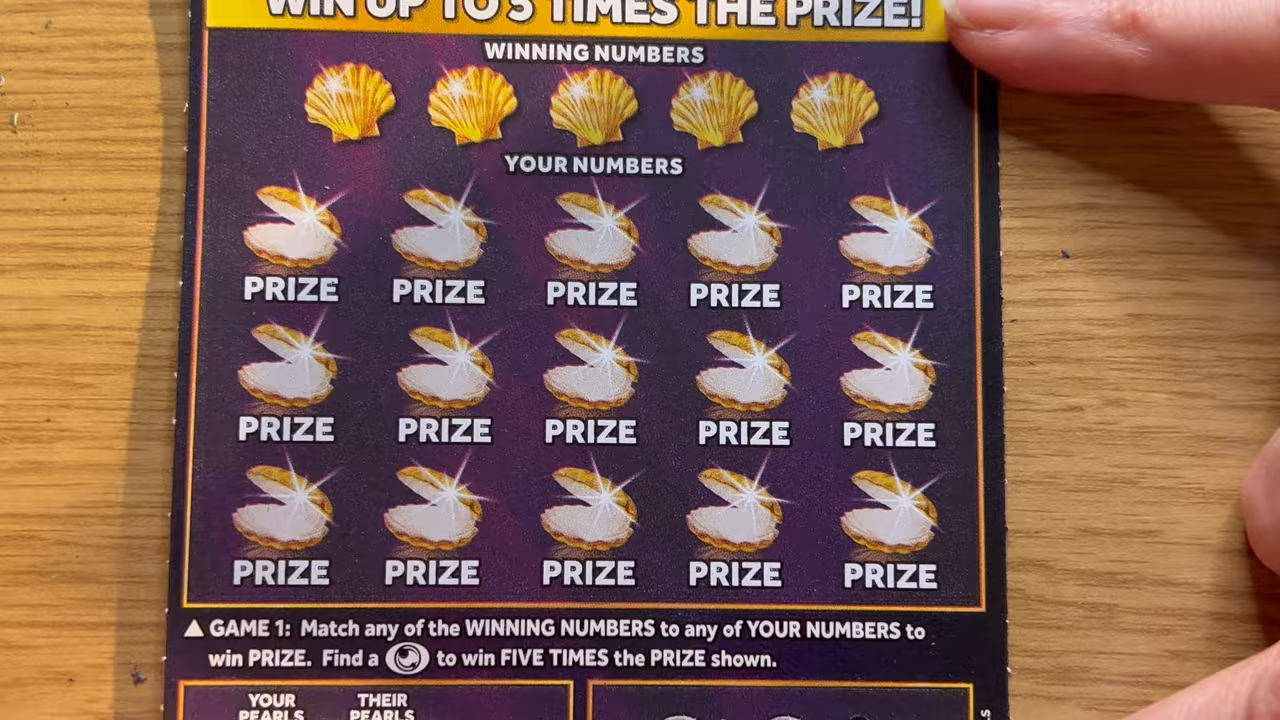 WIN UP TO 5 TIMES THE PRIZE!
WINNING NUMBERS
YOUR NUMBERS
PRIZE PRIZE PRIZE PRIZE PRIZE
PRIZE PRIZE PRIZE PRIZE PRIZE
PRIZE PRIZE PRIZE PRIZE PRIZE
▲ GAME 1: Match any of the WINNING NUMBERS to any of YOUR NUMBERS to
win PRIZE. Find a to win FIVE TIMES the PRIZE shown.
YOUR THEIR
PEARLS PEARLS